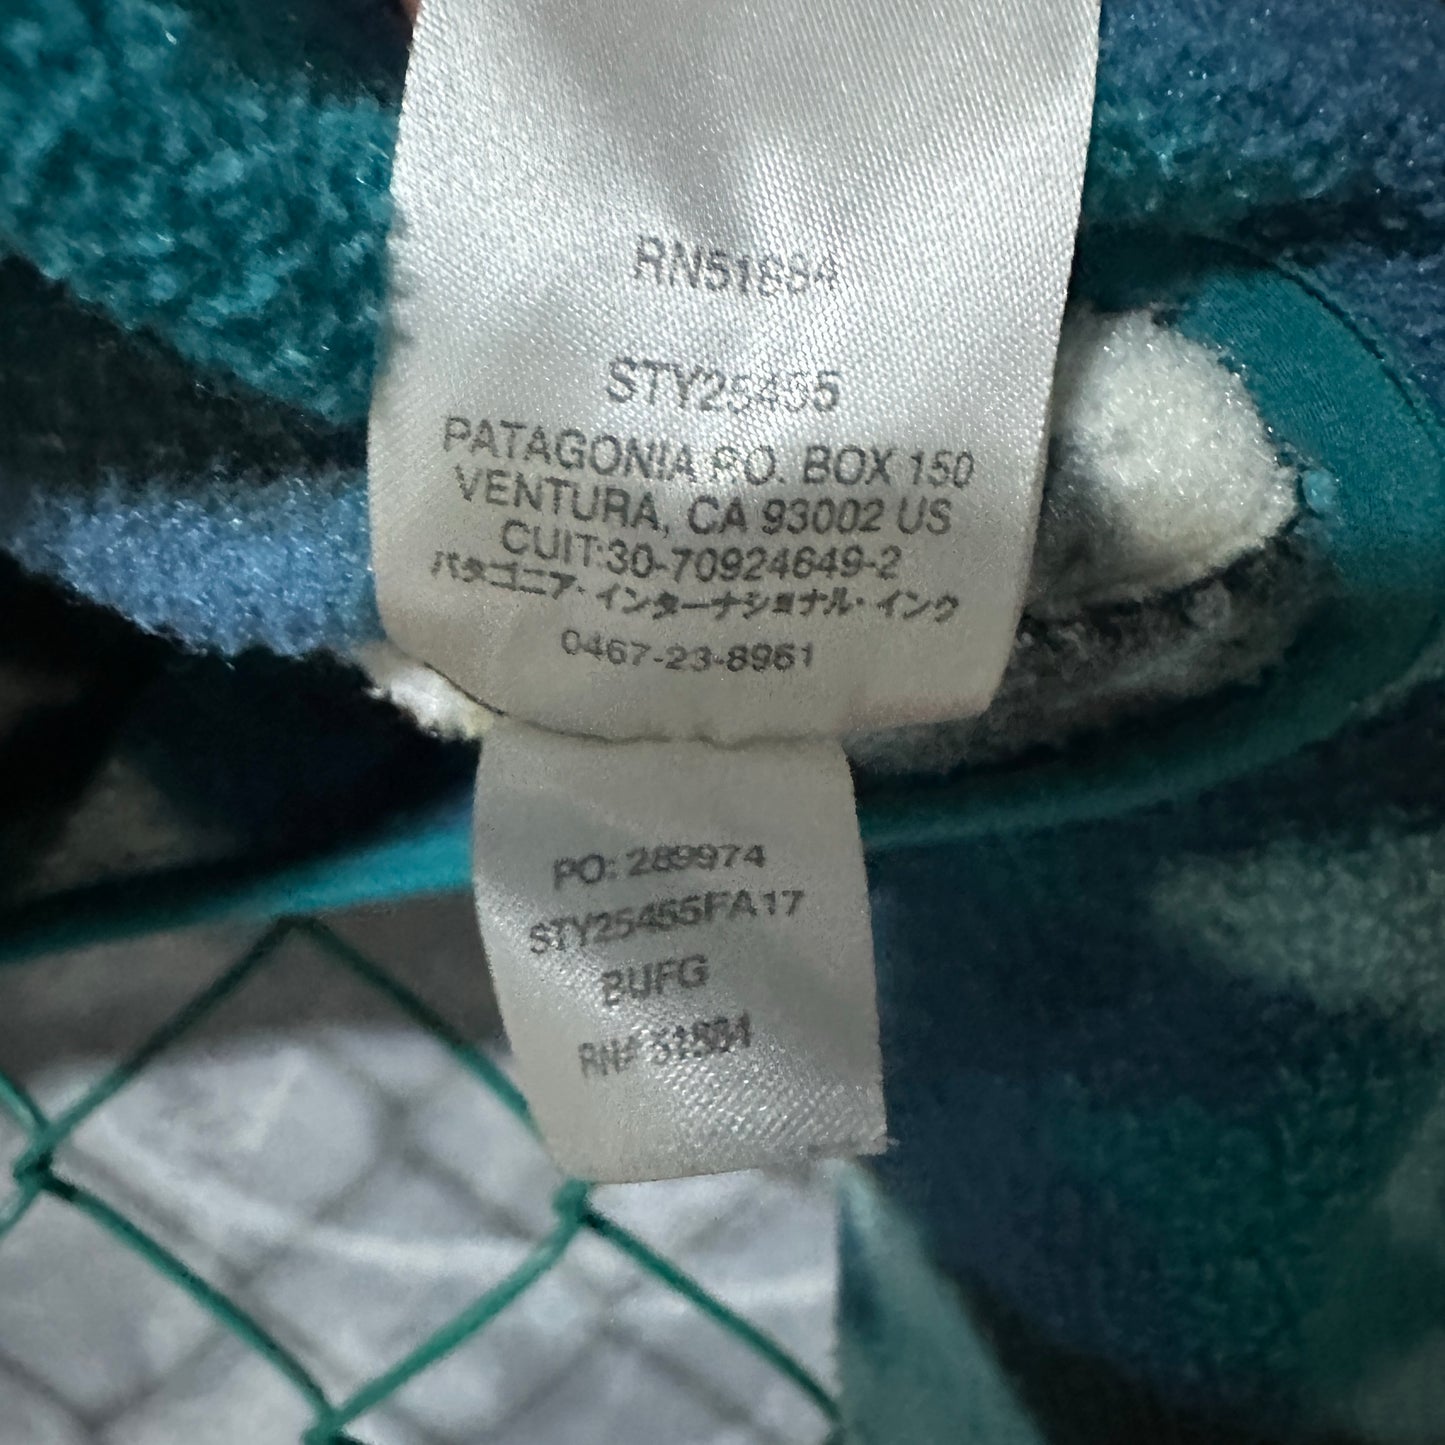 RN51884
STY25455
PATAGONIA P.O. BOX 150
VENTURA, CA 93002 US
CUIT:30-70924649-2
パタゴニア・インターナショナル・インク
0467-23-8961
PO: 289974
STY25455FA17
BUFG
RN# 51884